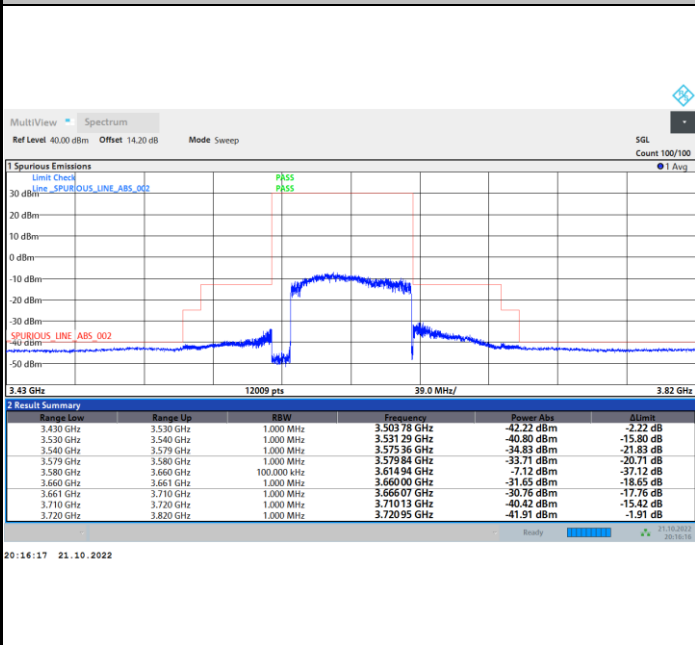 MultiView Spectrum
Ref Level 40.00 dBm Offset 14.20 dB Mode Sweep SGL
Count 100/100
1 Spurious Emissions 1 Avg
Limit Check PASS
Line _SPURIOUS_LINE_ABS_002 PASS
30 dBm
20 dBm
10 dBm
0 dBm
-10 dBm
-20 dBm
-30 dBm
_SPURIOUS_LINE_ABS_002
-40 dBm
-50 dBm
3.43 GHz 12009 pts 39.0 MHz/ 3.82 GHz
2 Result Summary
Range Low Range Up RBW Frequency Power Abs ΔLimit
3.430 GHz 3.530 GHz 1.000 MHz 3.503 78 GHz -42.22 dBm -2.22 dB
3.530 GHz 3.540 GHz 1.000 MHz 3.531 29 GHz -40.80 dBm -15.80 dB
3.540 GHz 3.579 GHz 1.000 MHz 3.575 36 GHz -34.83 dBm -21.83 dB
3.579 GHz 3.580 GHz 1.000 MHz 3.579 84 GHz -33.71 dBm -20.71 dB
3.580 GHz 3.660 GHz 100.000 kHz 3.614 94 GHz -7.12 dBm -37.12 dB
3.660 GHz 3.661 GHz 1.000 MHz 3.660 00 GHz -31.65 dBm -18.65 dB
3.661 GHz 3.710 GHz 1.000 MHz 3.666 07 GHz -30.76 dBm -17.76 dB
3.710 GHz 3.720 GHz 1.000 MHz 3.710 13 GHz -40.42 dBm -15.42 dB
3.720 GHz 3.820 GHz 1.000 MHz 3.720 95 GHz -41.91 dBm -1.91 dB
Ready 21.10.2022
20:16:16
20:16:17 21.10.2022